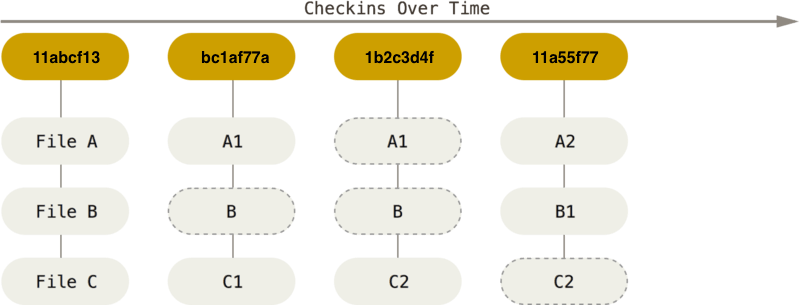 Checkins Over Time
11abcf13 bc1af77a 1b2c3d4f 11a55f77
File A A1 A1 A2
File B B B B1
File C C1 C2 C2